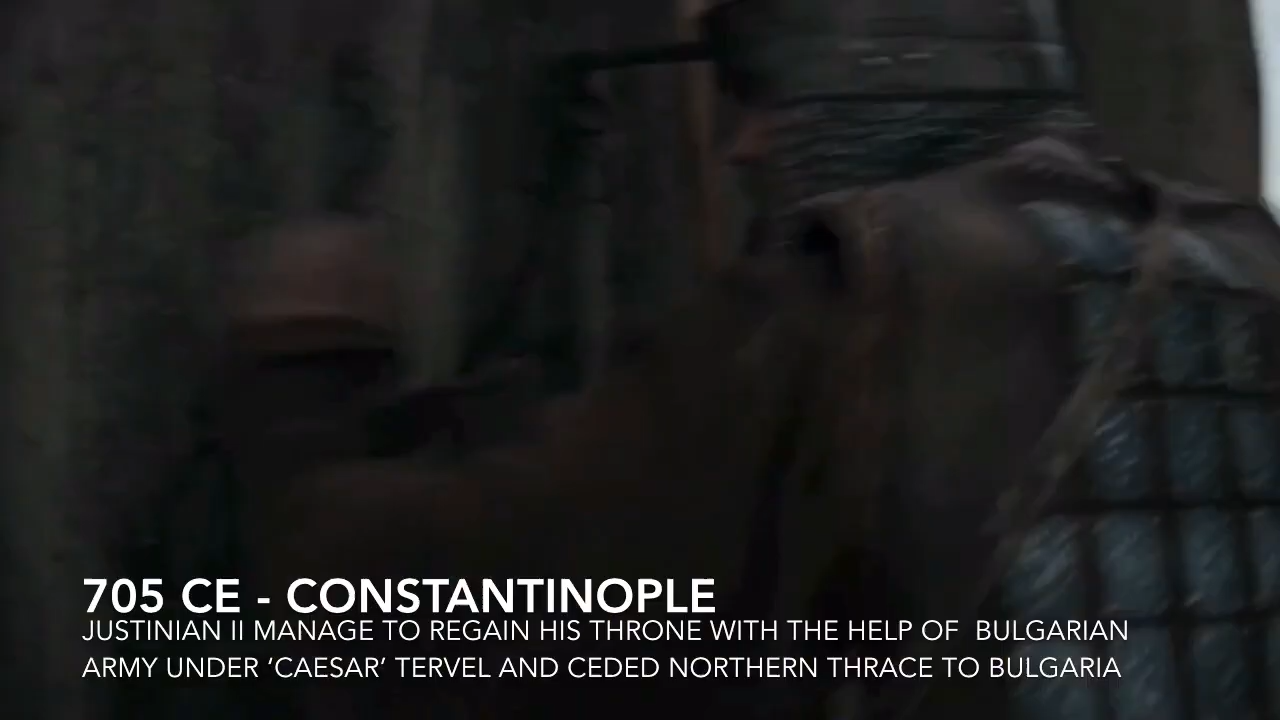 705 CE - CONSTANTINOPLE
JUSTINIAN II MANAGE TO REGAIN HIS THRONE WITH THE HELP OF  BULGARIAN
ARMY UNDER ‘CAESAR’ TERVEL AND CEDED NORTHERN THRACE TO BULGARIA